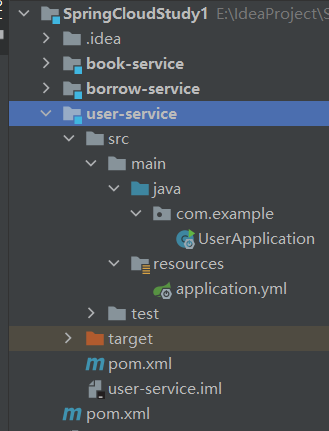 SpringCloudStudy1 E:\IdeaProject\S
.idea
book-service
borrow-service
user-service
src
main
java
com.example
UserApplication
resources
application.yml
test
target
pom.xml
user-service.iml
pom.xml